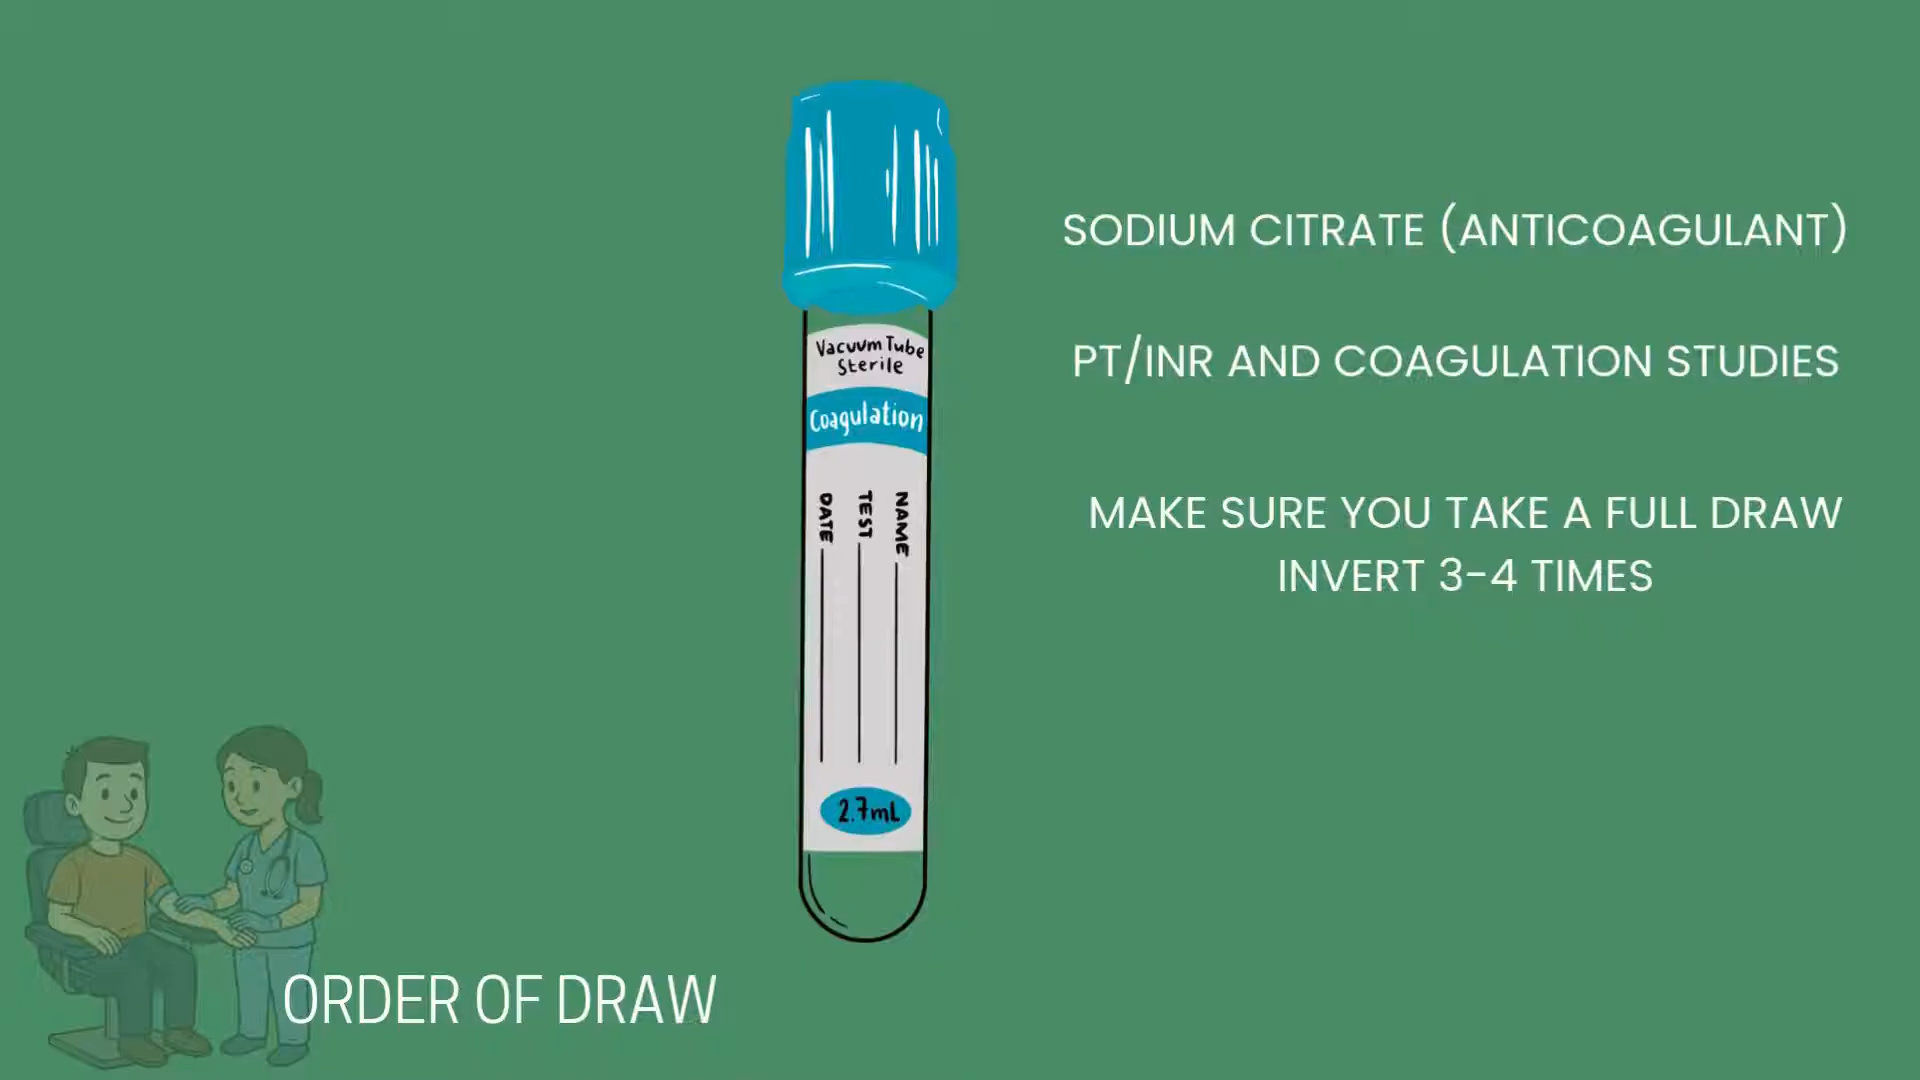 Vacuum Tube
Sterile
Coagulation
NAME
TEST
DATE
2.7mL
SODIUM CITRATE (ANTICOAGULANT)
PT/INR AND COAGULATION STUDIES
MAKE SURE YOU TAKE A FULL DRAW
INVERT 3-4 TIMES
ORDER OF DRAW